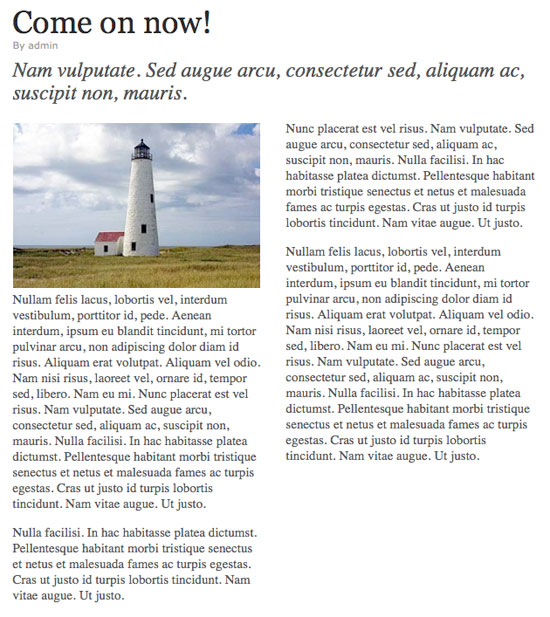 Come on now!
By admin
Nam vulputate. Sed augue arcu, consectetur sed, aliquam ac,
suscipit non, mauris.
Nullam felis lacus, lobortis vel, interdum
vestibulum, porttitor id, pede. Aenean
interdum, ipsum eu blandit tincidunt, mi tortor
pulvinar arcu, non adipiscing dolor diam id
risus. Aliquam erat volutpat. Aliquam vel odio.
Nam nisi risus, laoreet vel, ornare id, tempor
sed, libero. Nam eu mi. Nunc placerat est vel
risus. Nam vulputate. Sed augue arcu,
consectetur sed, aliquam ac, suscipit non,
mauris. Nulla facilisi. In hac habitasse platea
dictumst. Pellentesque habitant morbi tristique
senectus et netus et malesuada fames ac turpis
egestas. Cras ut justo id turpis lobortis
tincidunt. Nam vitae augue. Ut justo.
Nulla facilisi. In hac habitasse platea dictumst.
Pellentesque habitant morbi tristique senectus
et netus et malesuada fames ac turpis egestas.
Cras ut justo id turpis lobortis tincidunt. Nam
vitae augue. Ut justo.
Nunc placerat est vel risus. Nam vulputate. Sed
augue arcu, consectetur sed, aliquam ac,
suscipit non, mauris. Nulla facilisi. In hac
habitasse platea dictumst. Pellentesque habitant
morbi tristique senectus et netus et malesuada
fames ac turpis egestas. Cras ut justo id turpis
lobortis tincidunt. Nam vitae augue. Ut justo.
Nullam felis lacus, lobortis vel, interdum
vestibulum, porttitor id, pede. Aenean
interdum, ipsum eu blandit tincidunt, mi tortor
pulvinar arcu, non adipiscing dolor diam id
risus. Aliquam erat volutpat. Aliquam vel odio.
Nam nisi risus, laoreet vel, ornare id, tempor
sed, libero. Nam eu mi. Nunc placerat est vel
risus. Nam vulputate. Sed augue arcu,
consectetur sed, aliquam ac, suscipit non,
mauris. Nulla facilisi. In hac habitasse platea
dictumst. Pellentesque habitant morbi tristique
senectus et netus et malesuada fames ac turpis
egestas. Cras ut justo id turpis lobortis
tincidunt. Nam vitae augue. Ut justo.